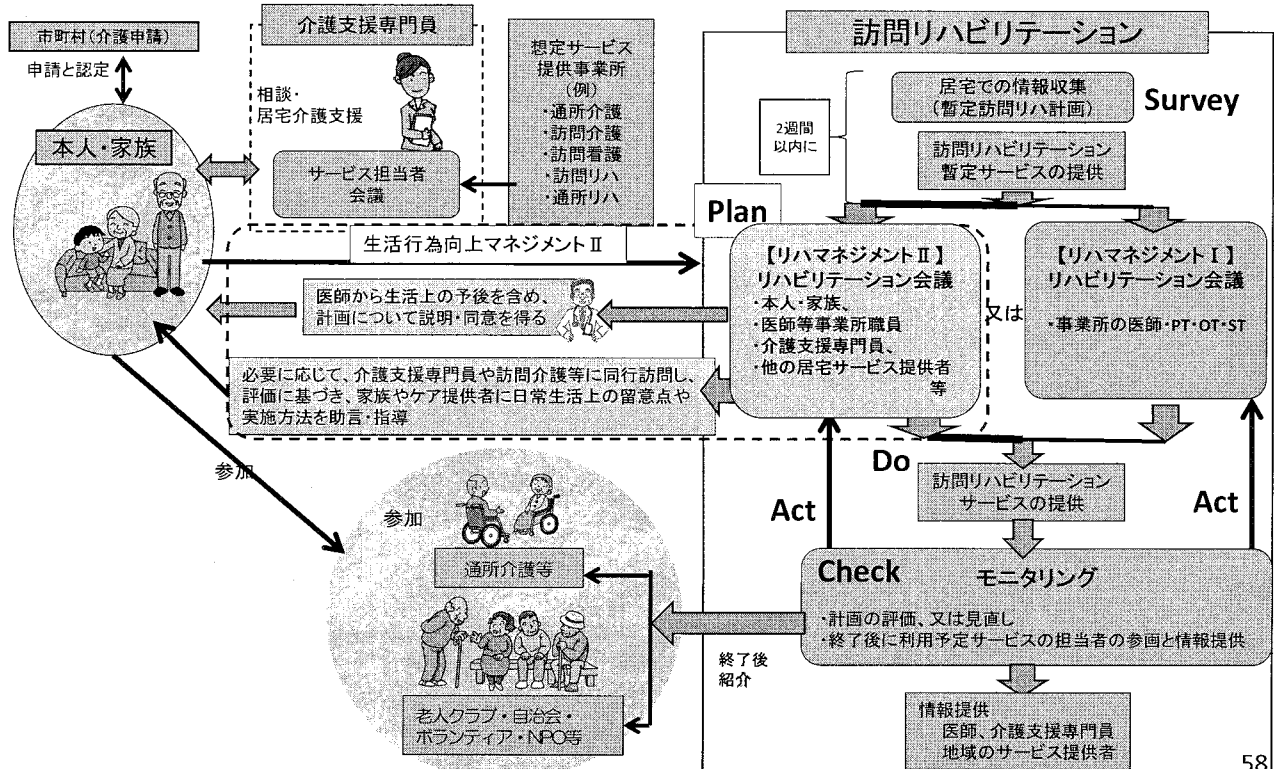 市町村(介護申請)
申請と認定
本人・家族
介護支援専門員
相談・
居宅介護支援
サービス担当者
会議
想定サービス
提供事業所
(例)
・通所介護
・訪問介護
・訪問看護
・訪問リハ
・通所リハ
訪問リハビリテーション
居宅での情報収集
(暫定訪問リハ計画)
Survey
2週間
以内に
訪問リハビリテーション
暫定サービスの提供
Plan
生活行為向上マネジメントⅡ
医師から生活上の予後を含め、
計画について説明・同意を得る
必要に応じて、介護支援専門員や訪問介護等に同行訪問し、
評価に基づき、家族やケア提供者に日常生活上の留意点や
実施方法を助言・指導
【リハマネジメントⅡ】
リハビリテーション会議
・本人・家族、
・医師等事業所職員
・介護支援専門員、
・他の居宅サービス提供者
等
又は
【リハマネジメントⅠ】
リハビリテーション会議
・事業所の医師・PT・OT・ST
Do
訪問リハビリテーション
サービスの提供
Act
Act
Check
モニタリング
・計画の評価、又は見直し
・終了後に利用予定サービスの担当者の参画と情報提供
参加
参加
通所介護等
老人クラブ・自治会・
ボランティア・NPO等
終了後
紹介
情報提供
医師、介護支援専門員
地域のサービス提供者
58